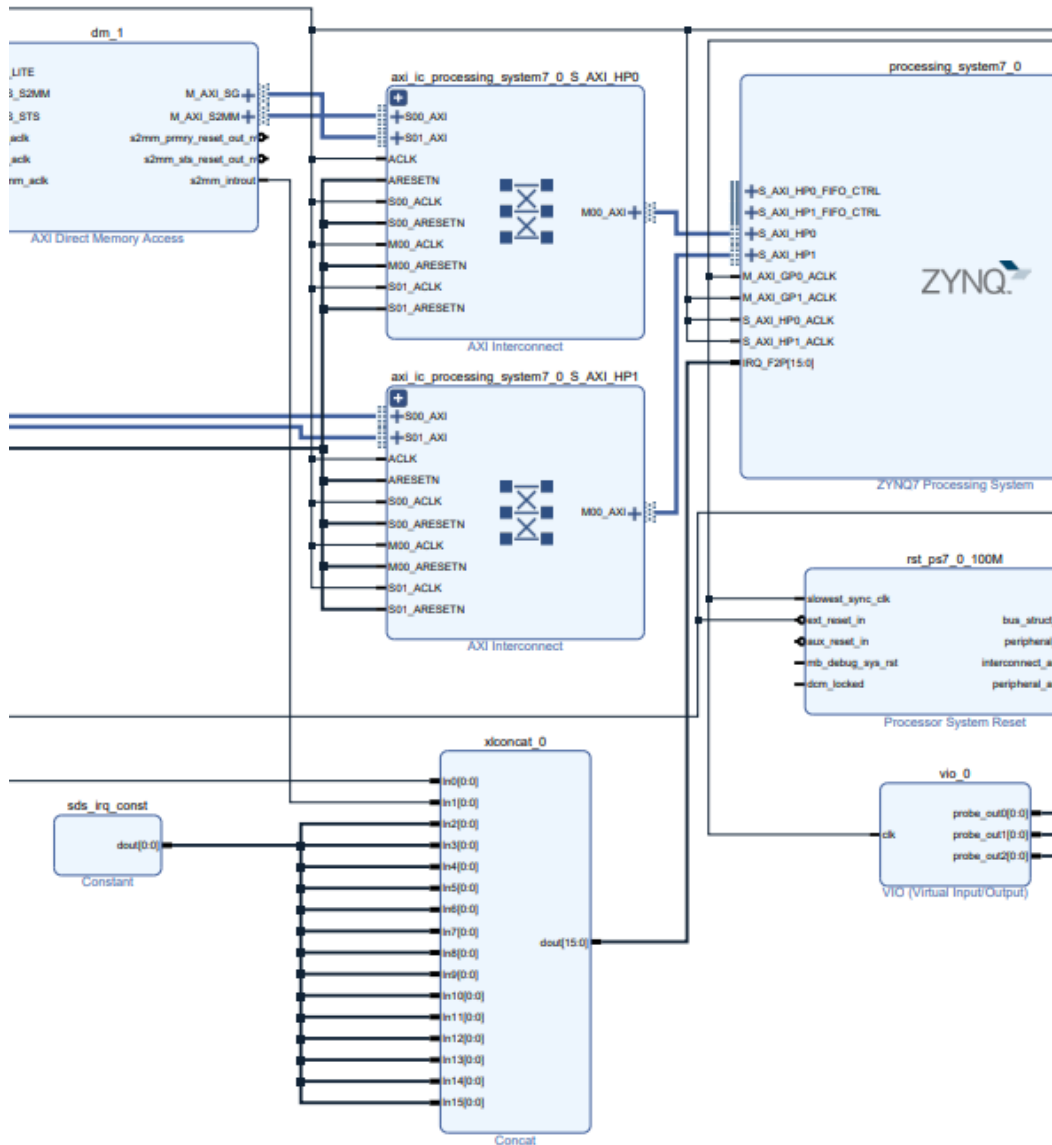 dm_1
_LITE
S_S2MM
S_STS
aclk
aclk
mm_aclk
M_AXI_SG
M_AXI_S2MM
s2mm_prmry_reset_out_n
s2mm_sts_reset_out_n
s2mm_introut
AXI Direct Memory Access
axi_ic_processing_system7_0_S_AXI_HP0
S00_AXI
S01_AXI
ACLK
ARESETN
S00_ACLK
S00_ARESETN
M00_ACLK
M00_ARESETN
S01_ACLK
S01_ARESETN
M00_AXI
AXI Interconnect
processing_system7_0
S_AXI_HP0_FIFO_CTRL
S_AXI_HP1_FIFO_CTRL
S_AXI_HP0
S_AXI_HP1
M_AXI_GP0_ACLK
M_AXI_GP1_ACLK
S_AXI_HP0_ACLK
S_AXI_HP1_ACLK
IRQ_F2P[15:0]
ZYNQ
ZYNQ7 Processing System
axi_ic_processing_system7_0_S_AXI_HP1
S00_AXI
S01_AXI
ACLK
ARESETN
S00_ACLK
S00_ARESETN
M00_ACLK
M00_ARESETN
S01_ACLK
S01_ARESETN
M00_AXI
AXI Interconnect
rst_ps7_0_100M
slowest_sync_clk
ext_reset_in
aux_reset_in
mb_debug_sys_rst
dcm_locked
bus_struct
peripheral
interconnect_a
peripheral_a
Processor System Reset
sds_irq_const
dout[0:0]
Constant
xlconcat_0
In0[0:0]
In1[0:0]
In2[0:0]
In3[0:0]
In4[0:0]
In5[0:0]
In6[0:0]
In7[0:0]
In8[0:0]
In9[0:0]
In10[0:0]
In11[0:0]
In12[0:0]
In13[0:0]
In14[0:0]
In15[0:0]
dout[15:0]
Concat
vio_0
clk
probe_out0[0:0]
probe_out1[0:0]
probe_out2[0:0]
VIO (Virtual Input/Output)